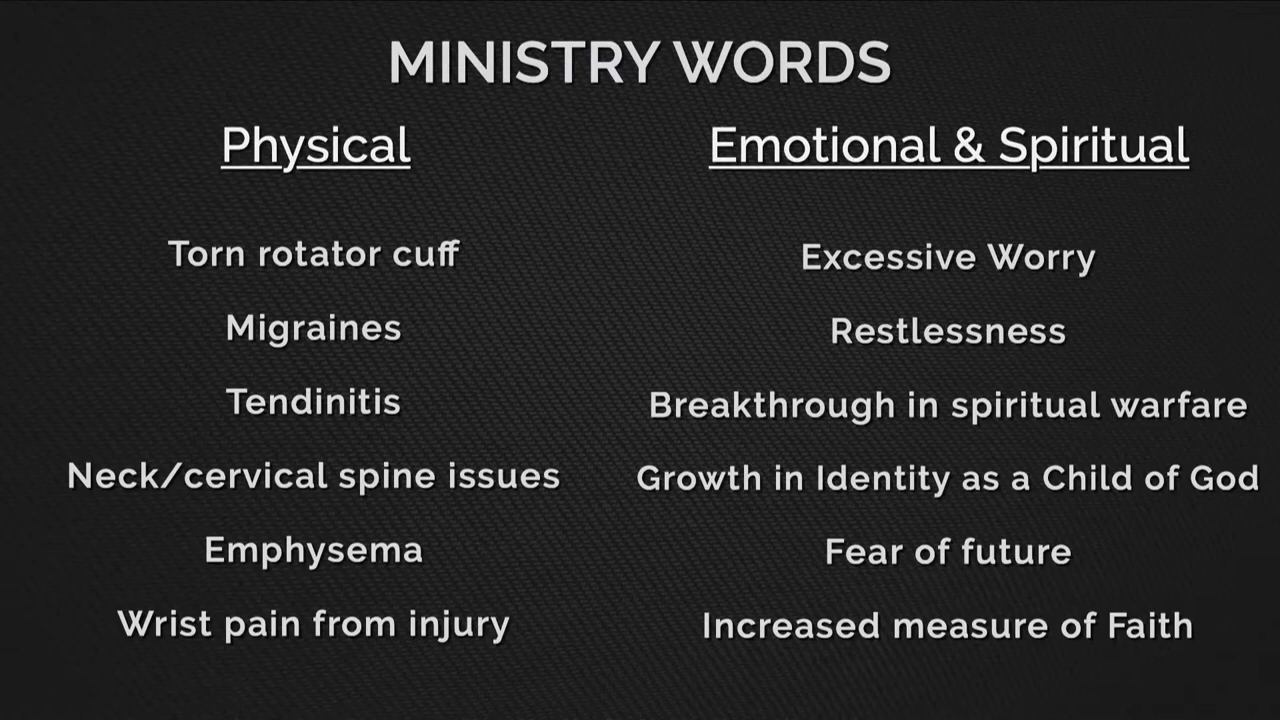 MINISTRY WORDS
Physical
Torn rotator cuff
Migraines
Tendinitis
Neck/cervical spine issues
Emphysema
Wrist pain from injury
Emotional & Spiritual
Excessive Worry
Restlessness
Breakthrough in spiritual warfare
Growth in Identity as a Child of God
Fear of future
Increased measure of Faith